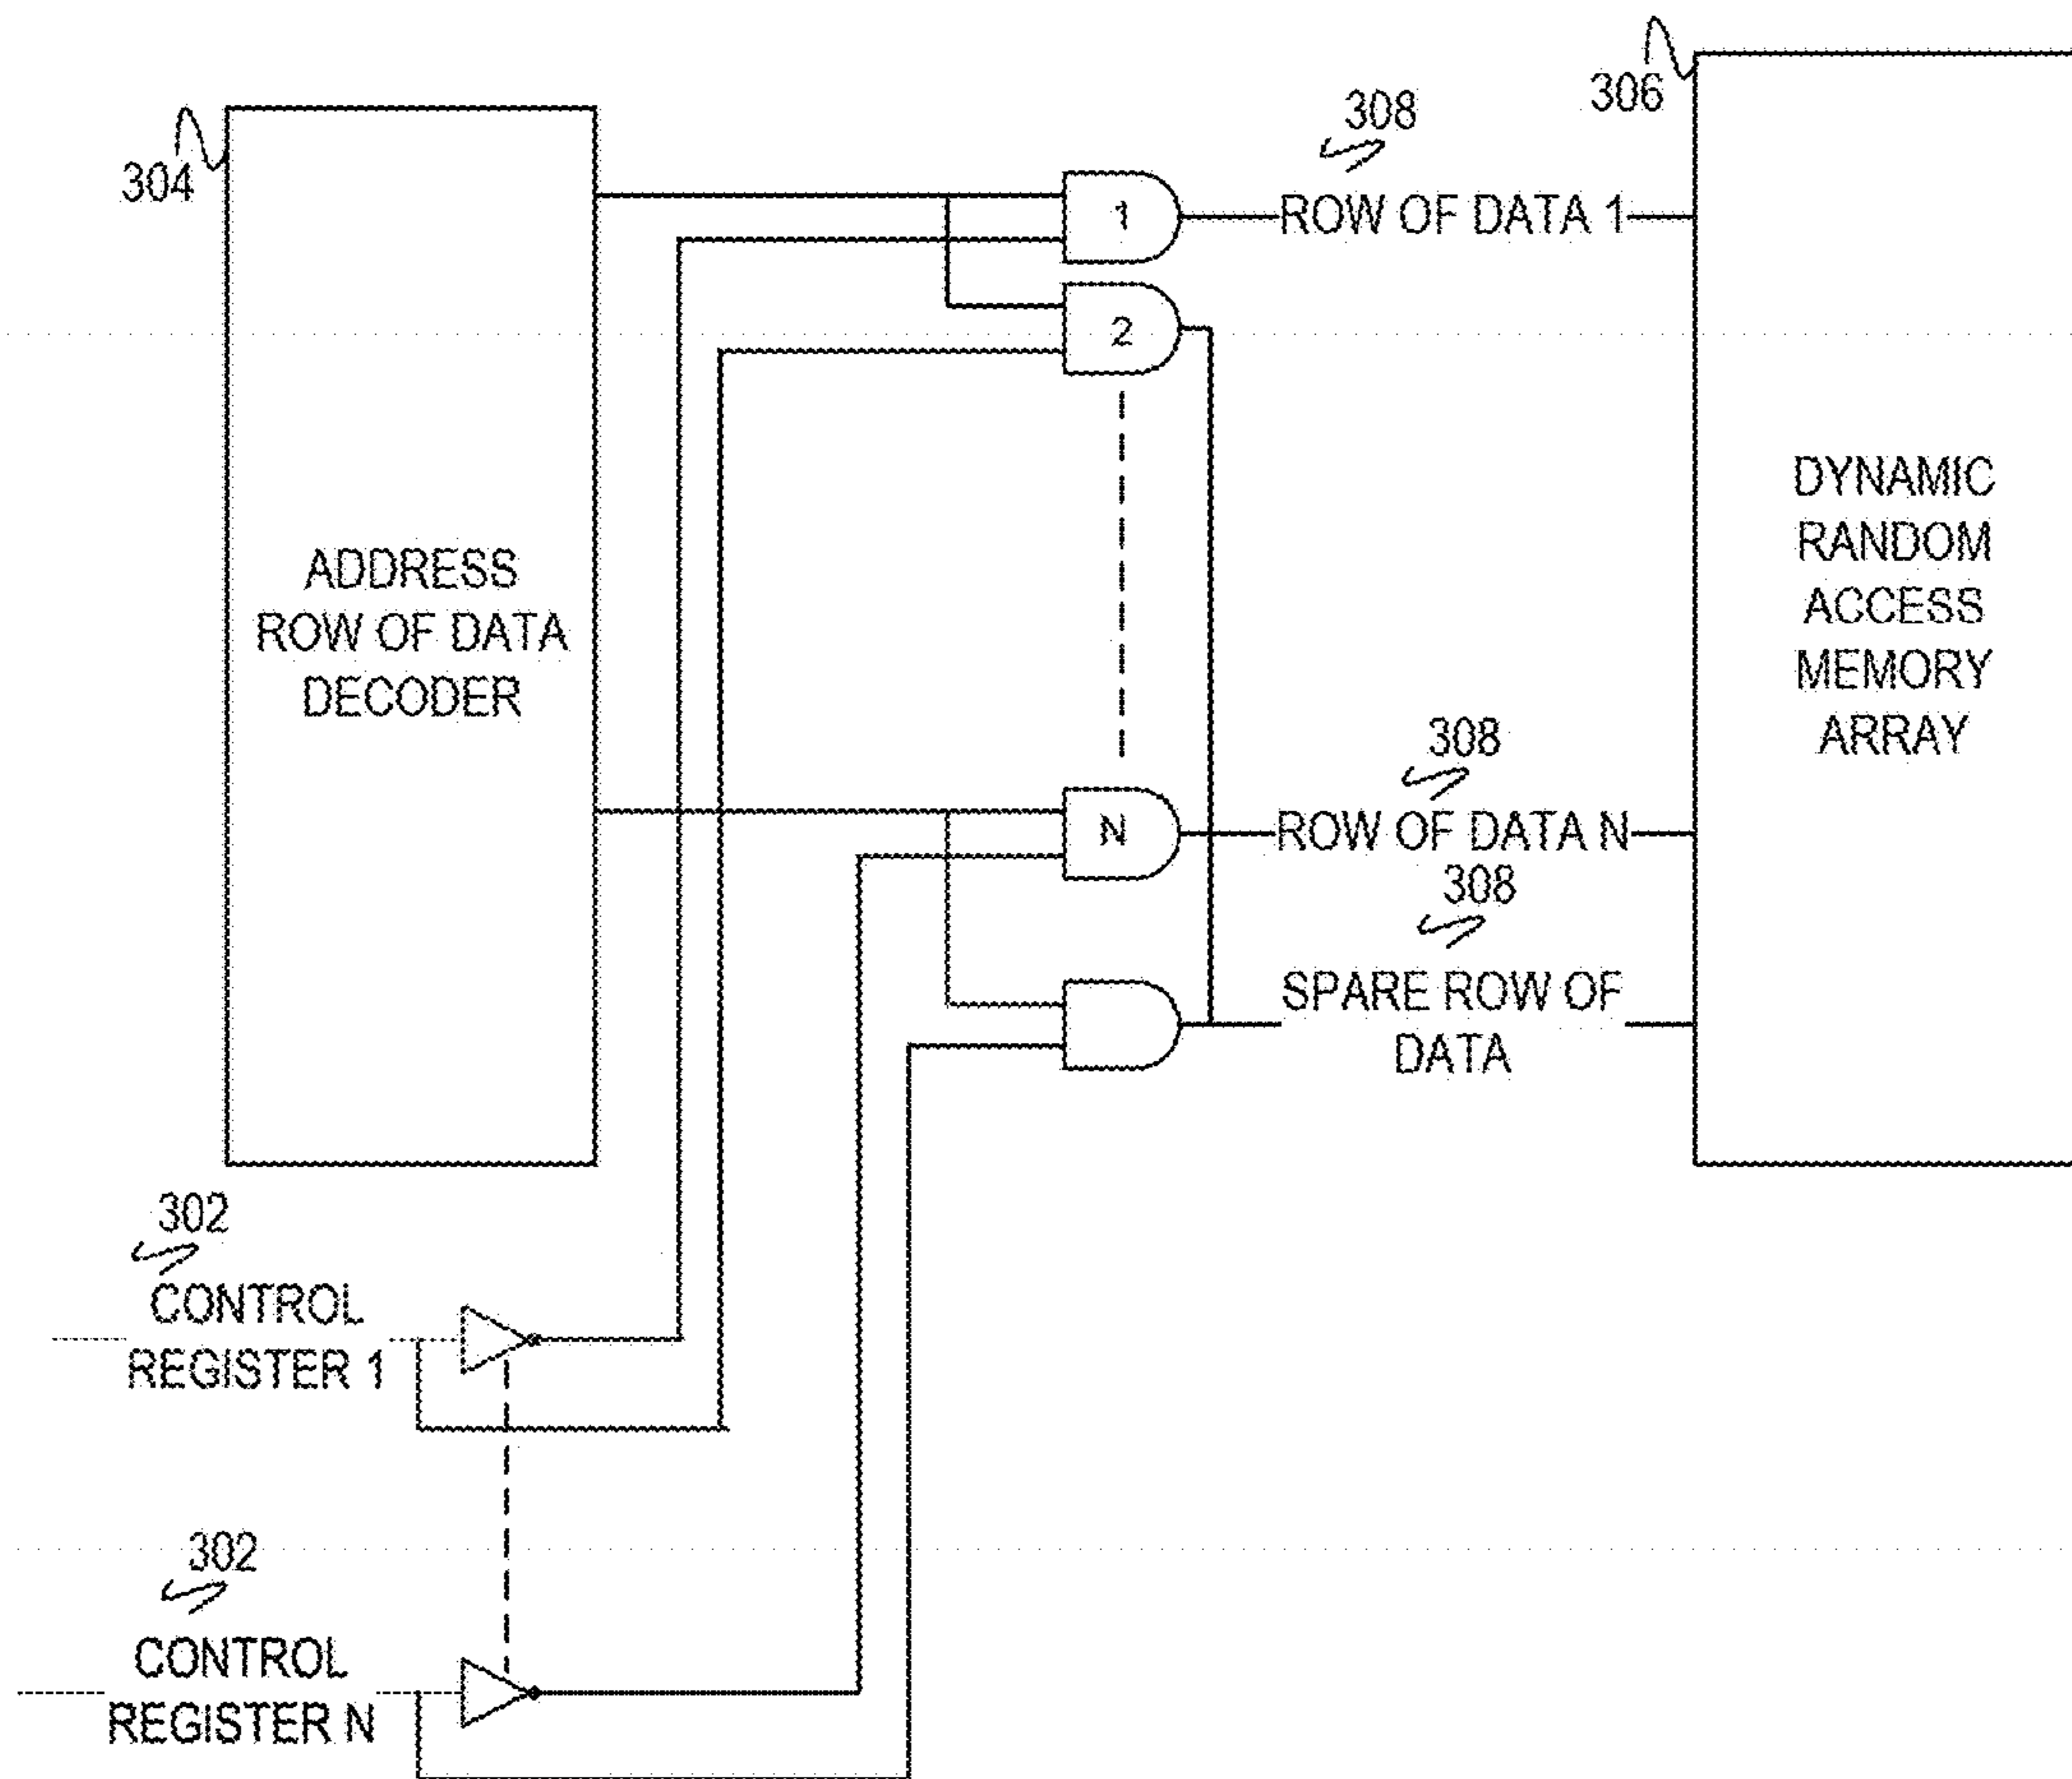 306
308
304
1
ROW OF DATA 1
2
DYNAMIC
RANDOM
ACCESS
MEMORY
ARRAY
ADDRESS
ROW OF DATA
DECODER
308
N
ROW OF DATA N
308
SPARE ROW OF
DATA
302
CONTROL
REGISTER 1
302
CONTROL
REGISTER N